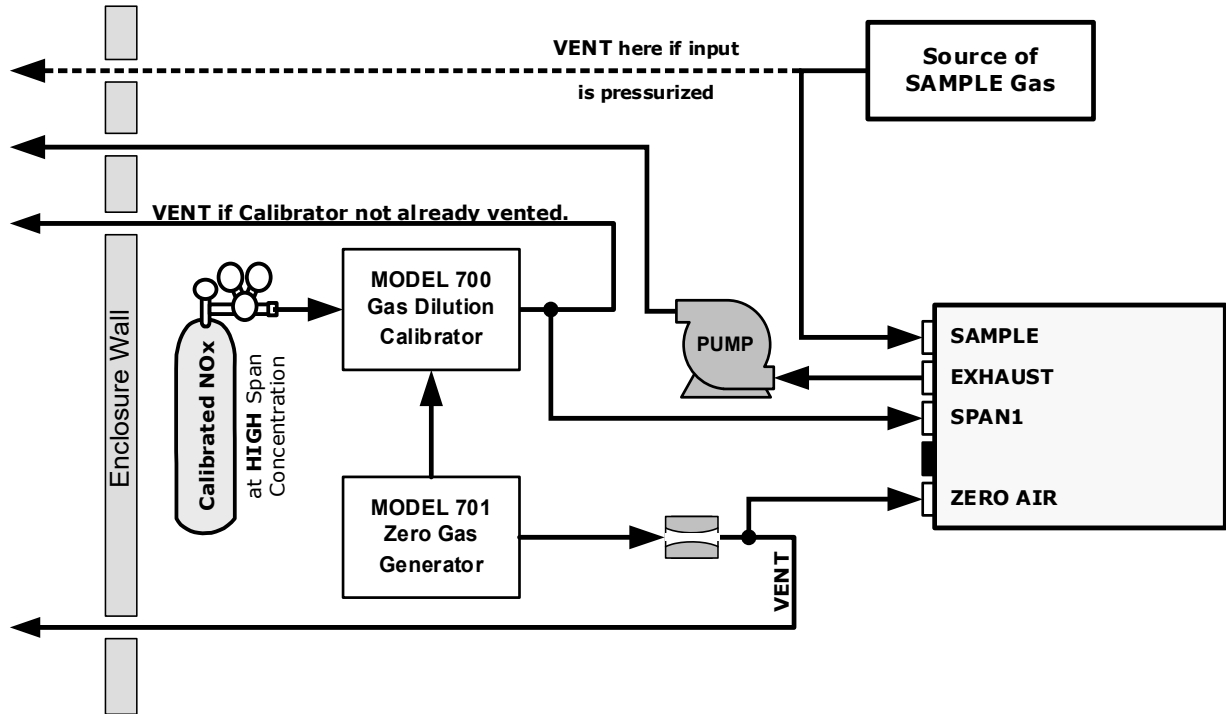 VENT here if input
is pressurized
Source of
SAMPLE Gas
VENT if Calibrator not already vented.
Enclosure Wall
Calibrated NOx
at HIGH Span
Concentration
MODEL 700
Gas Dilution
Calibrator
PUMP
SAMPLE
EXHAUST
SPAN1
ZERO AIR
MODEL 701
Zero Gas
Generator
VENT